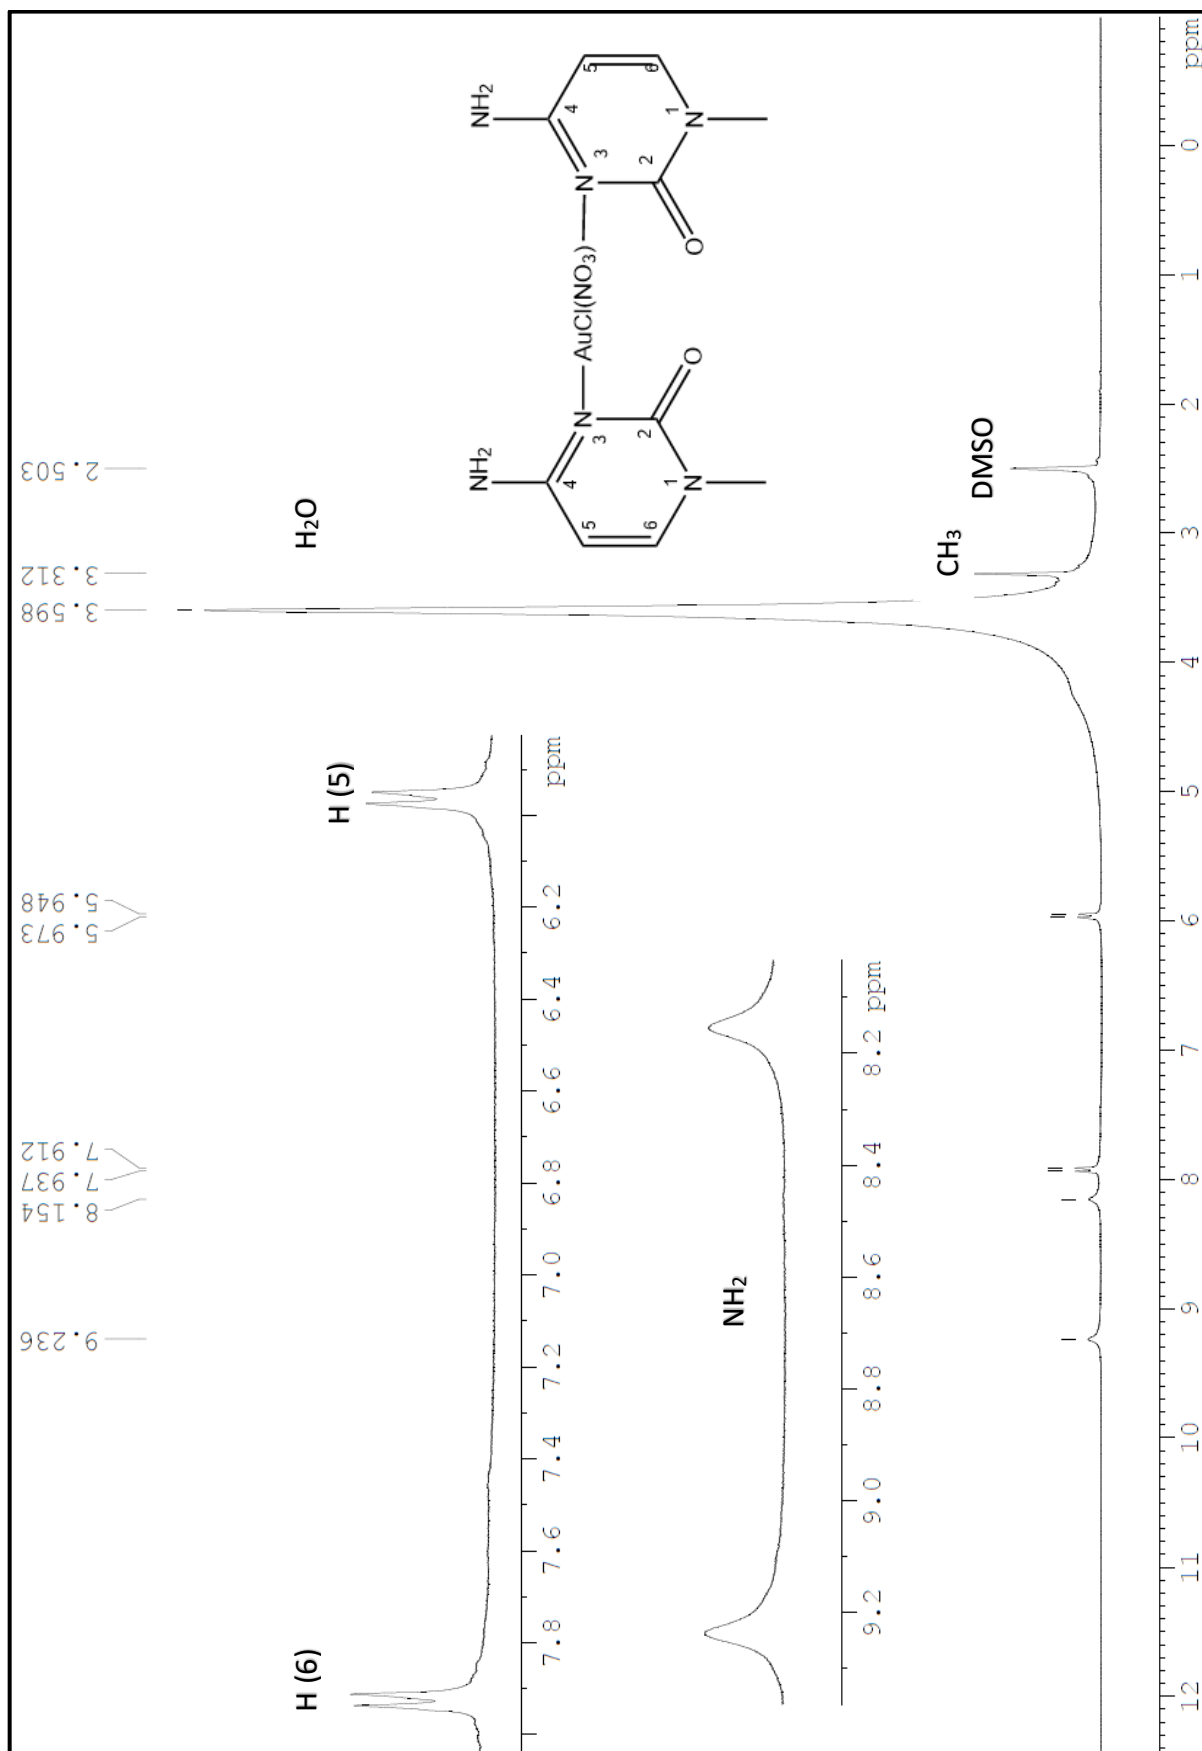 9.236
8.154
7.937
7.912
5.973
5.948
3.598
3.312
2.503
H (6)
H (5)
7.8 7.6 7.4 7.2 7.0 6.8 6.6 6.4 6.2 ppm
NH₂
9.2 9.0 8.8 8.6 8.4 8.2 ppm
H₂O
NH₂
4
5
6
1
N
2
O
3
N
AuCl(NO₃)
N
3
NH₂
4
5
6
1
N
2
O
CH₃
DMSO
12 11 10 9 8 7 6 5 4 3 2 1 0 ppm